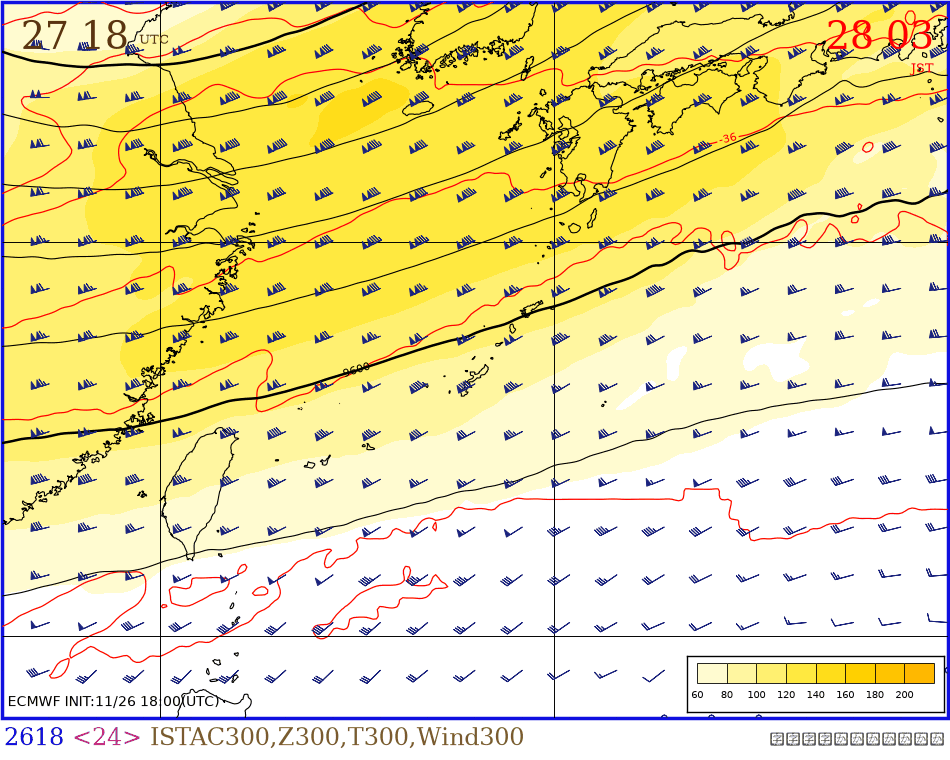 27 18 UTC
28 03
JST
-36
9600
ECMWF INIT:11/26 18:00(UTC)
60 80 100 120 140 160 180 200
2618 <24> ISTAC300,Z300,T300,Wind300